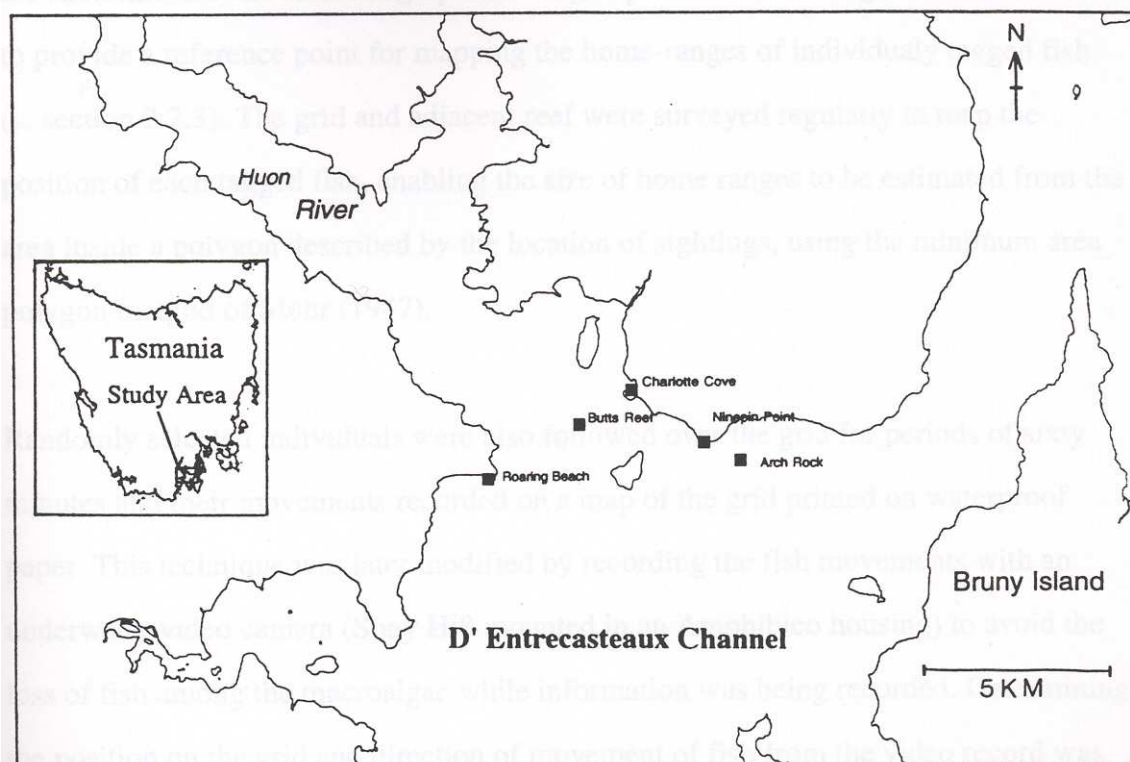 N
Huon
River
Tasmania
Study Area
Charlotte Cove
Butts Reef
Ninepin Point
Arch Rock
Roaring Beach
Bruny Island
D' Entrecasteaux Channel
5 KM
to provide a reference point for mapping the home-ranges of individualy tagged fish
The grid and adjacent reef were surveyed regularly to map the
position of each tagged fish, enabling the size of home ranges to be estimated from the
area inside a polygon described by the location of sightings, using the minimum area
polygon method of
Randomly selected individuals were also followed over the grid for periods of sixty
minutes and their movements recorded on a map of the grid printed on waterproof
paper. This technique was later modified by recording the fish movements with an
underwater video camera (Sony Hi8 mounted in an Amphibico housing) to avoid the
loss of fish among the macroalgae while information was being recorded. Determining
the position on the grid and direction of movement of fish from the video record was